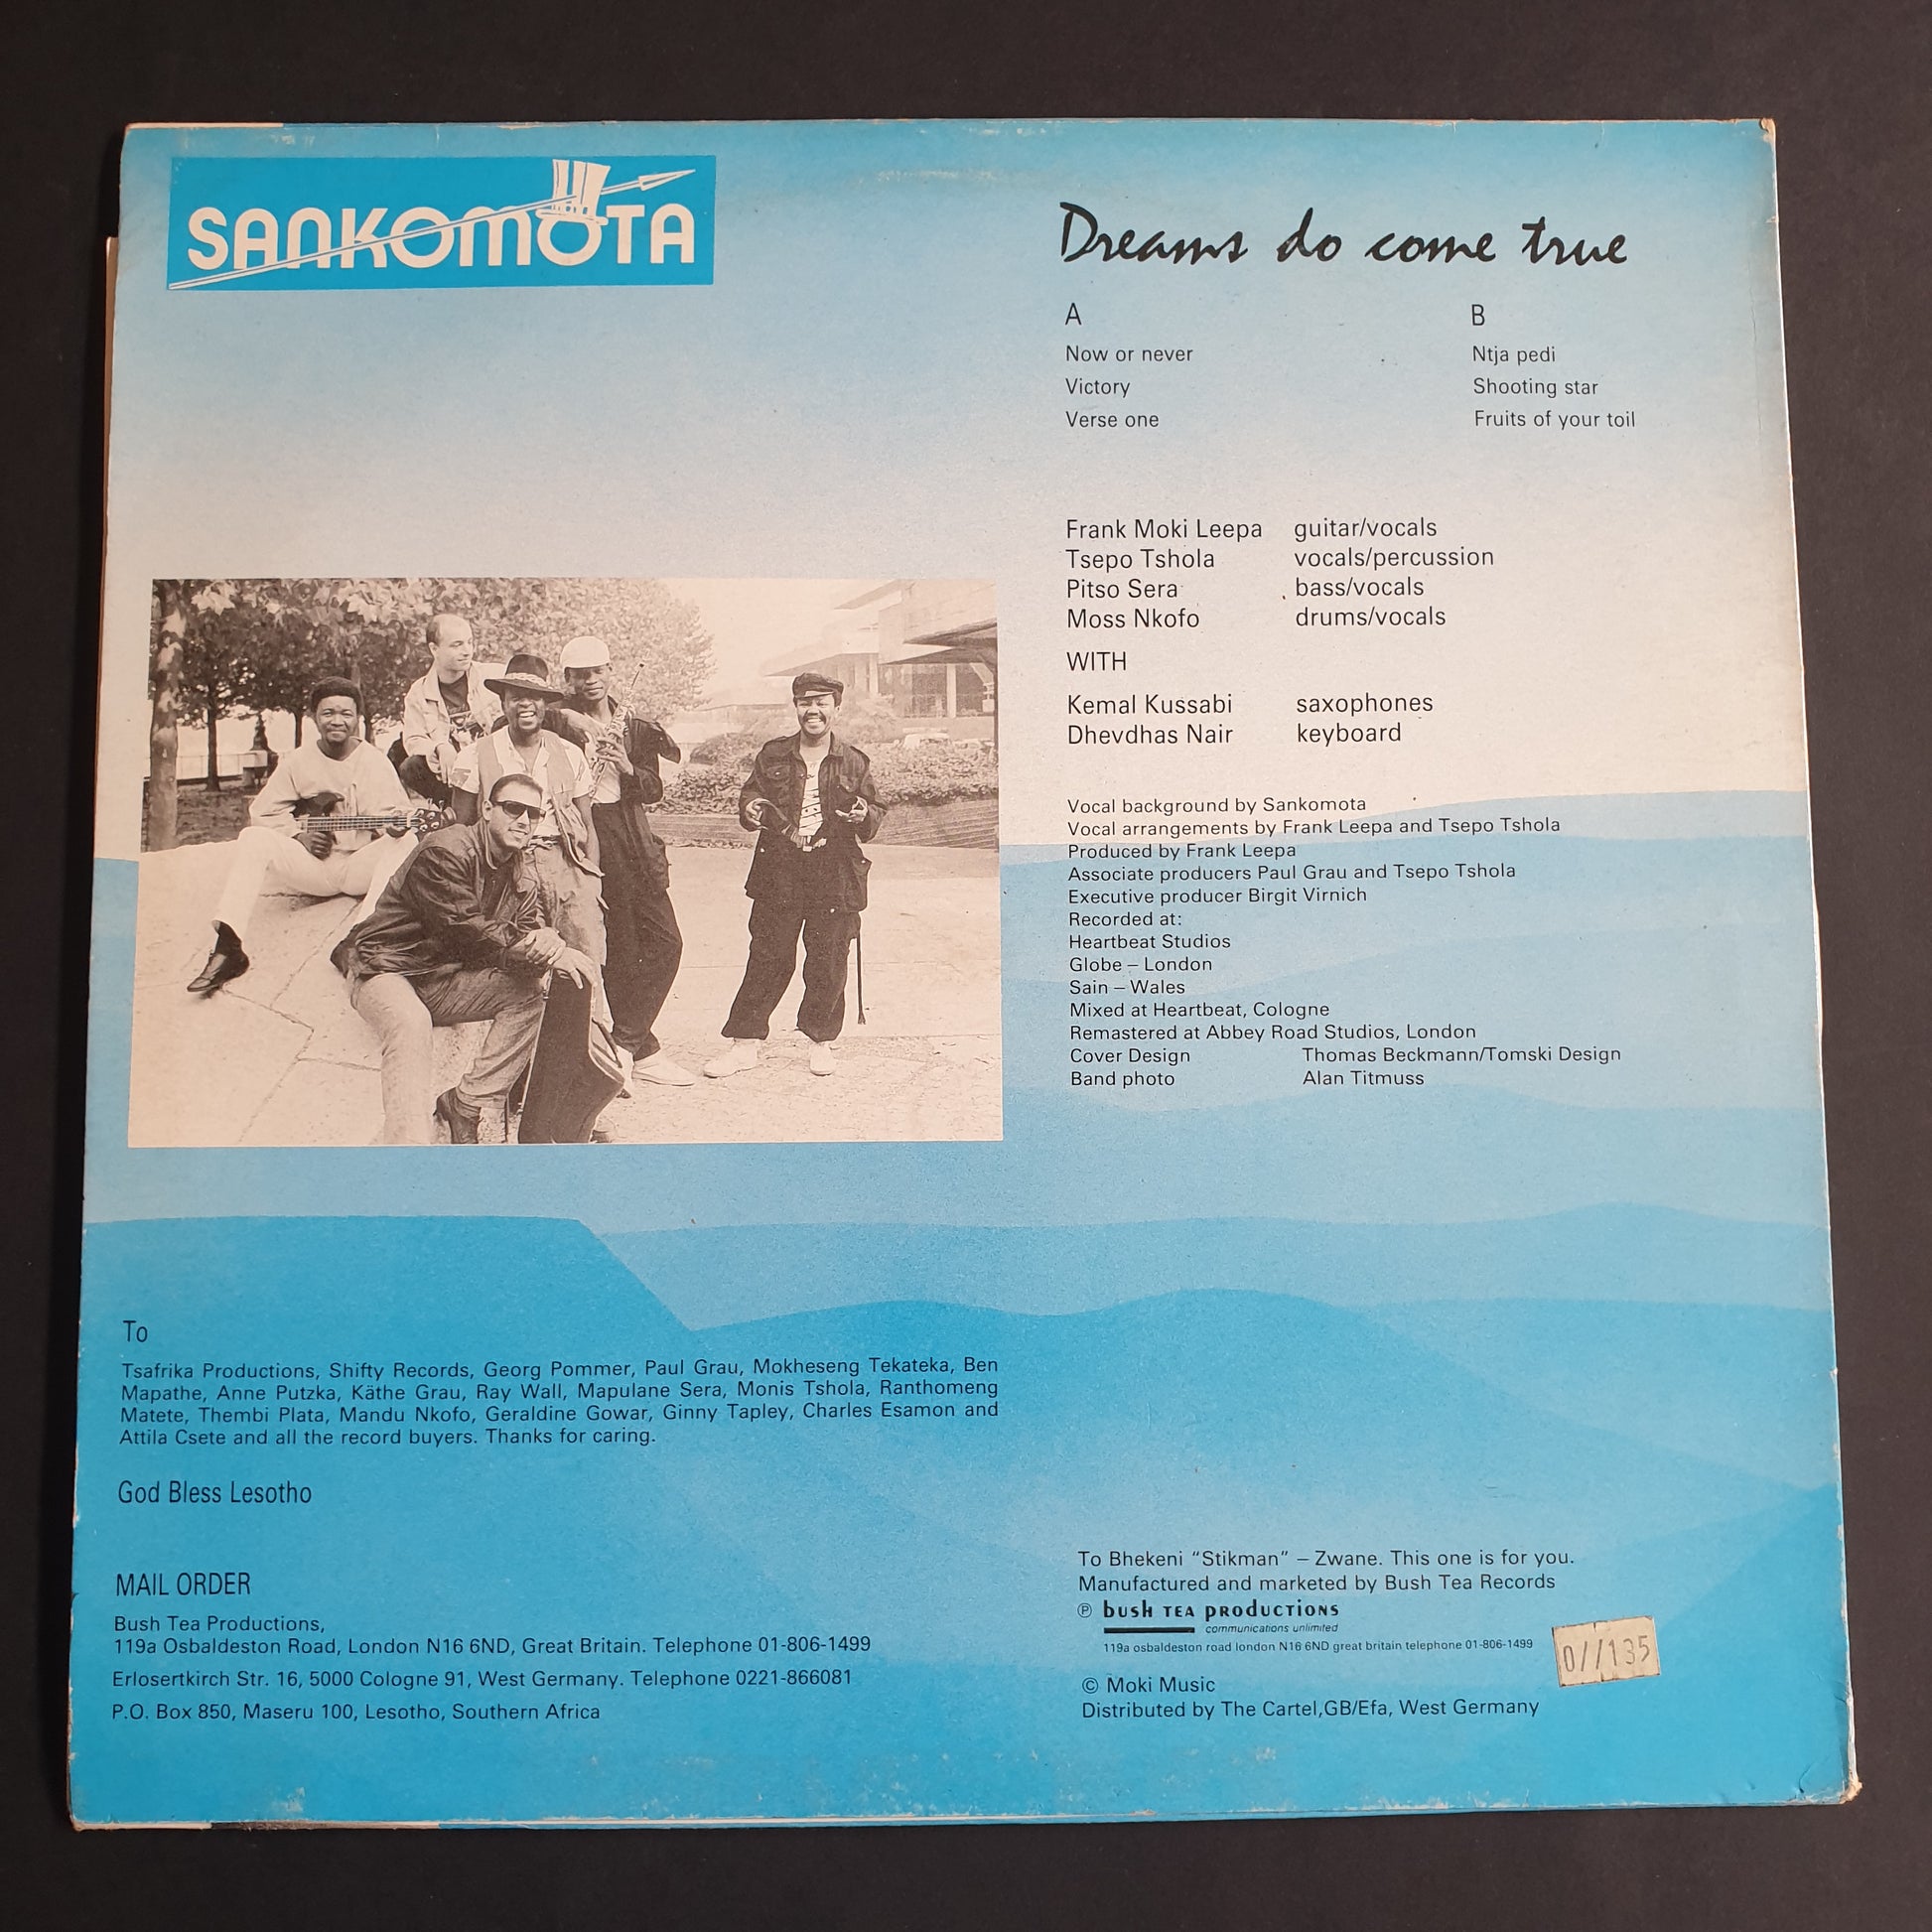 SANKOMOTA
Dreams do come true
A
Now or never
Victory
Verse one
B
Ntja pedi
Shooting star
Fruits of your toil
Frank Moki Leepa guitar/vocals
Tsepo Tshola vocals/percussion
Pitso Sera bass/vocals
Moss Nkofo drums/vocals
WITH
Kemal Kussabi saxophones
Dhevdhas Nair keyboard
Vocal background by Sankomota
Vocal arrangements by Frank Leepa and Tsepo Tshola
Produced by Frank Leepa
Associate producers Paul Grau and Tsepo Tshola
Executive producer Birgit Virnich
Recorded at:
Heartbeat Studios
Globe – London
Sain – Wales
Mixed at Heartbeat, Cologne
Remastered at Abbey Road Studios, London
Cover Design Thomas Beckmann/Tomski Design
Band photo Alan Titmuss
To
Tsafrika Productions, Shifty Records, Georg Pommer, Paul Grau, Mokheseng Tekateka, Ben
Mapathe, Anne Putzka, Käthe Grau, Ray Wall, Mapulane Sera, Monis Tshola, Ranthomeng
Matete, Thembi Plata, Mandu Nkofo, Geraldine Gowar, Ginny Tapley, Charles Esamon and
Attila Csete and all the record buyers. Thanks for caring.
God Bless Lesotho
MAIL ORDER
Bush Tea Productions,
119a Osbaldeston Road, London N16 6ND, Great Britain. Telephone 01-806-1499
Erlosertkirch Str. 16, 5000 Cologne 91, West Germany. Telephone 0221-866081
P.O. Box 850, Maseru 100, Lesotho, Southern Africa
To Bhekeni “Stikman” – Zwane. This one is for you.
Manufactured and marketed by Bush Tea Records
℗ bush TEA pRoducTions
communications unlimited
119a osbaldeston road london N16 6ND great britain telephone 01-806-1499
0//135
© Moki Music
Distributed by The Cartel,GB/Efa, West Germany